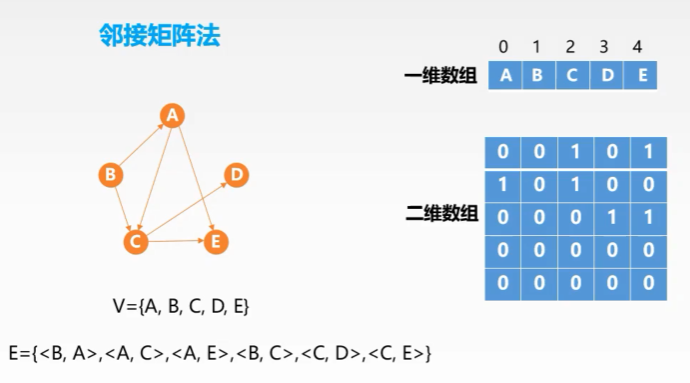 邻接矩阵法
0 1 2 3 4
一维数组 A B C D E
A
B
D
C
E
二维数组
0 0 1 0 1
1 0 1 0 0
0 0 0 1 1
0 0 0 0 0
0 0 0 0 0
V={A, B, C, D, E}
E={<B, A>,<A, C>,<A, E>,<B, C>,<C, D>,<C, E>}